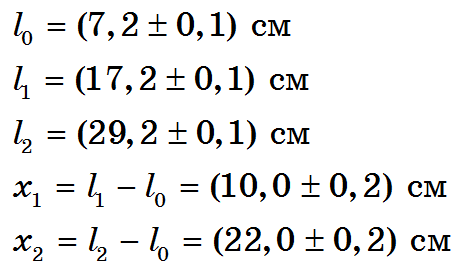 l₀ = (7,2 ± 0,1) см
l₁ = (17,2 ± 0,1) см
l₂ = (29,2 ± 0,1) см
x₁ = l₁ − l₀ = (10,0 ± 0,2) см
x₂ = l₂ − l₀ = (22,0 ± 0,2) см